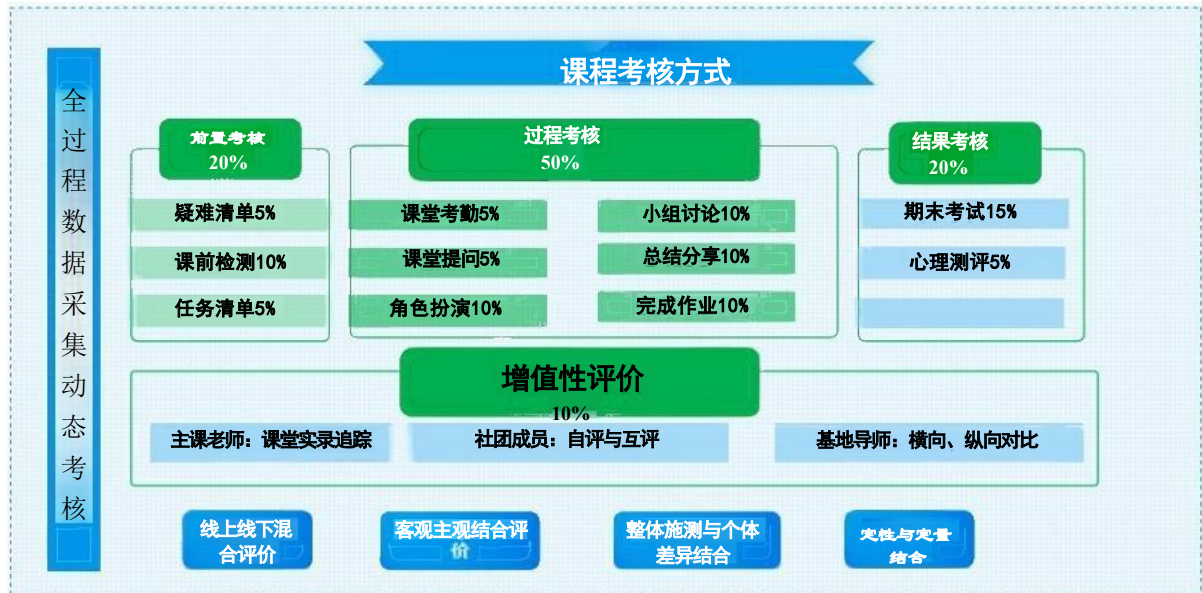 课程考核方式
全过程数据采集动态考核
前置考核
20%
疑难清单5%
课前检测10%
任务清单5%
过程考核
50%
课堂考勤5%
课堂提问5%
角色扮演10%
小组讨论10%
总结分享10%
完成作业10%
结果考核
20%
期末考试15%
心理测评5%
增值性评价
10%
主课老师：课堂实录追踪
社团成员：自评与互评
基地导师：横向、纵向对比
线上线下混
合评价
客观主观结合评
价
整体施测与个体
差异结合
定性与定量
结合